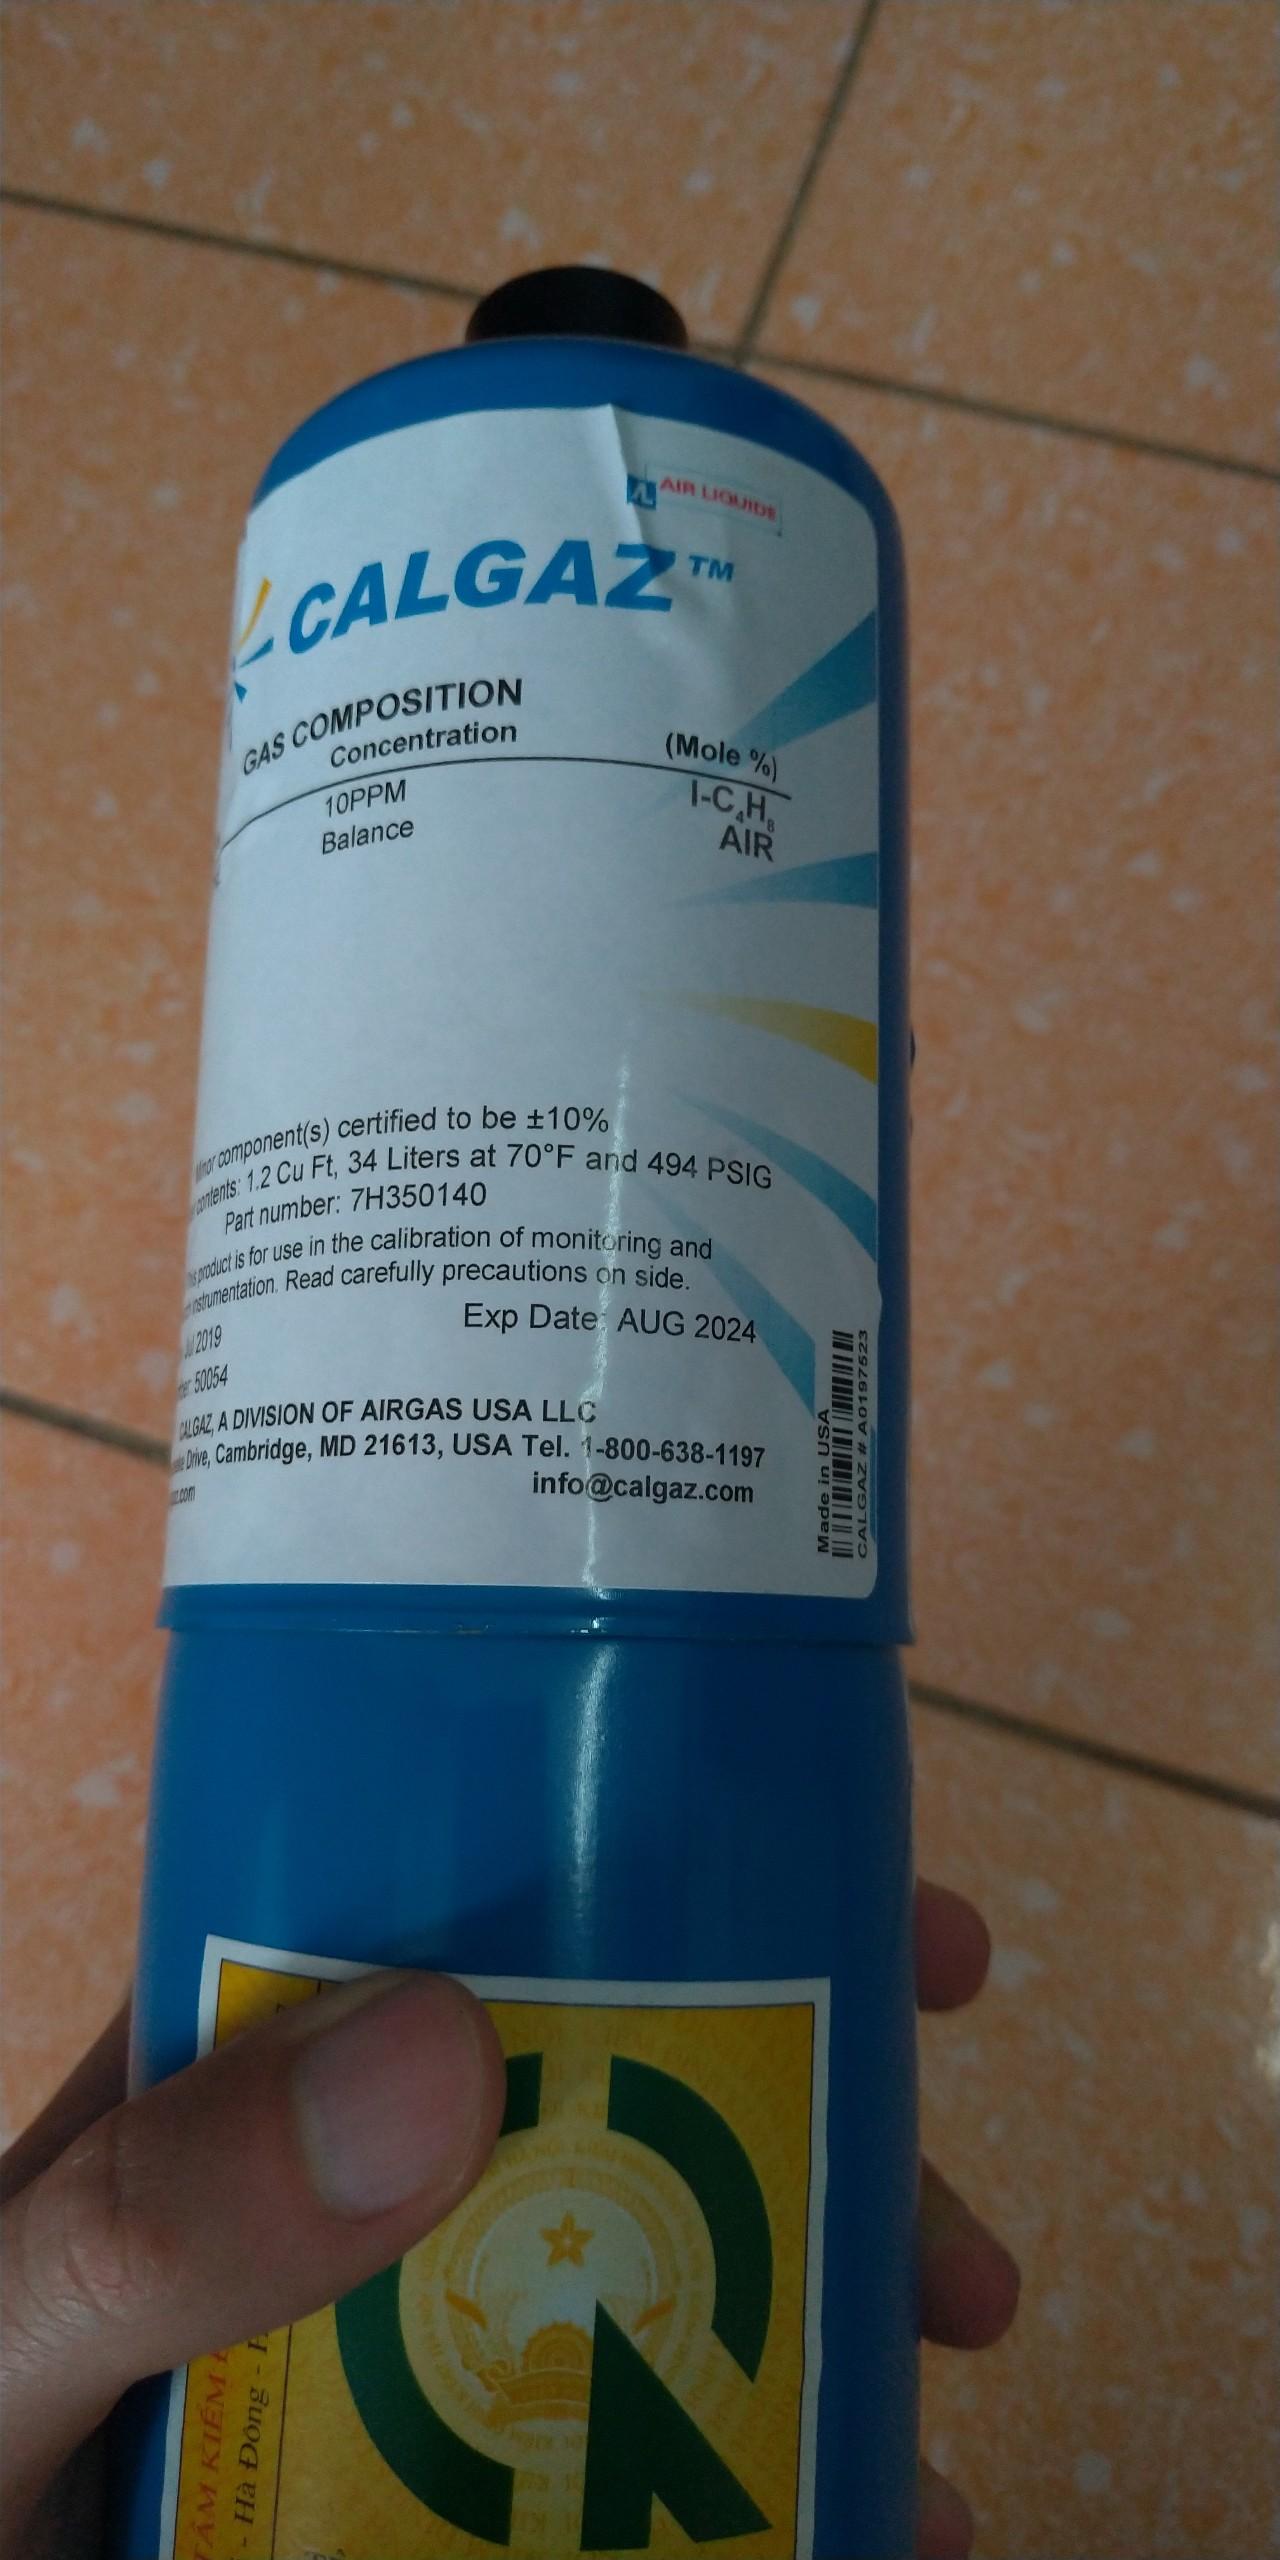 AIR LIQUIDE
CALGAZ™
GAS COMPOSITION
Concentration (Mole %)
10PPM I-C₄H₈
Balance AIR
component(s) certified to be ±10%
contents: 1.2 Cu Ft, 34 Liters at 70°F and 494 PSIG
Part number: 7H350140
product is for use in the calibration of monitoring and
instrumentation. Read carefully precautions on side.
Exp Date: AUG 2024
Jul 2019
50054
CALGAZ, A DIVISION OF AIRGAS USA LLC
Drive, Cambridge, MD 21613, USA Tel. 1-800-638-1197
info@calgaz.com
Made in USA
CALGAZ # A0197523
TÂM KIỂM
- Hà Đông -